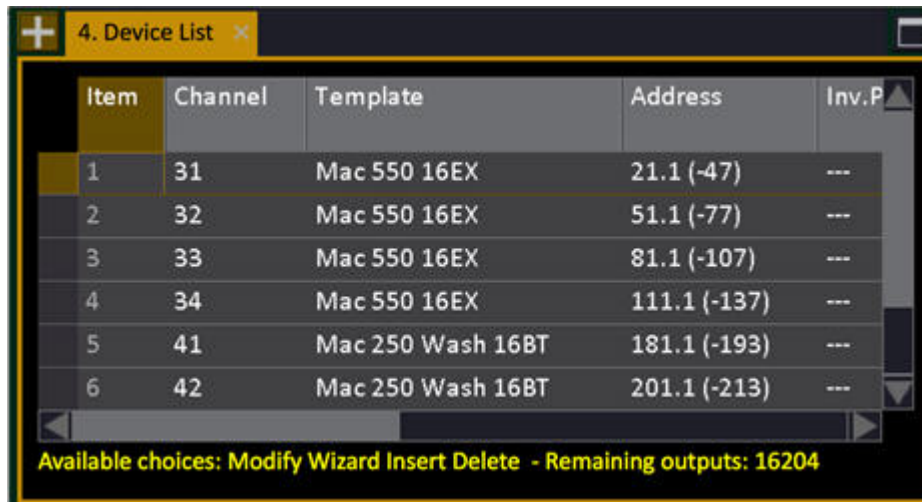 4. Device List
Item Channel Template Address Inv.P
1 31 Mac 550 16EX 21.1 (-47) ---
2 32 Mac 550 16EX 51.1 (-77) ---
3 33 Mac 550 16EX 81.1 (-107) ---
4 34 Mac 550 16EX 111.1 (-137) ---
5 41 Mac 250 Wash 16BT 181.1 (-193) ---
6 42 Mac 250 Wash 16BT 201.1 (-213) ---
Available choices: Modify Wizard Insert Delete - Remaining outputs: 16204